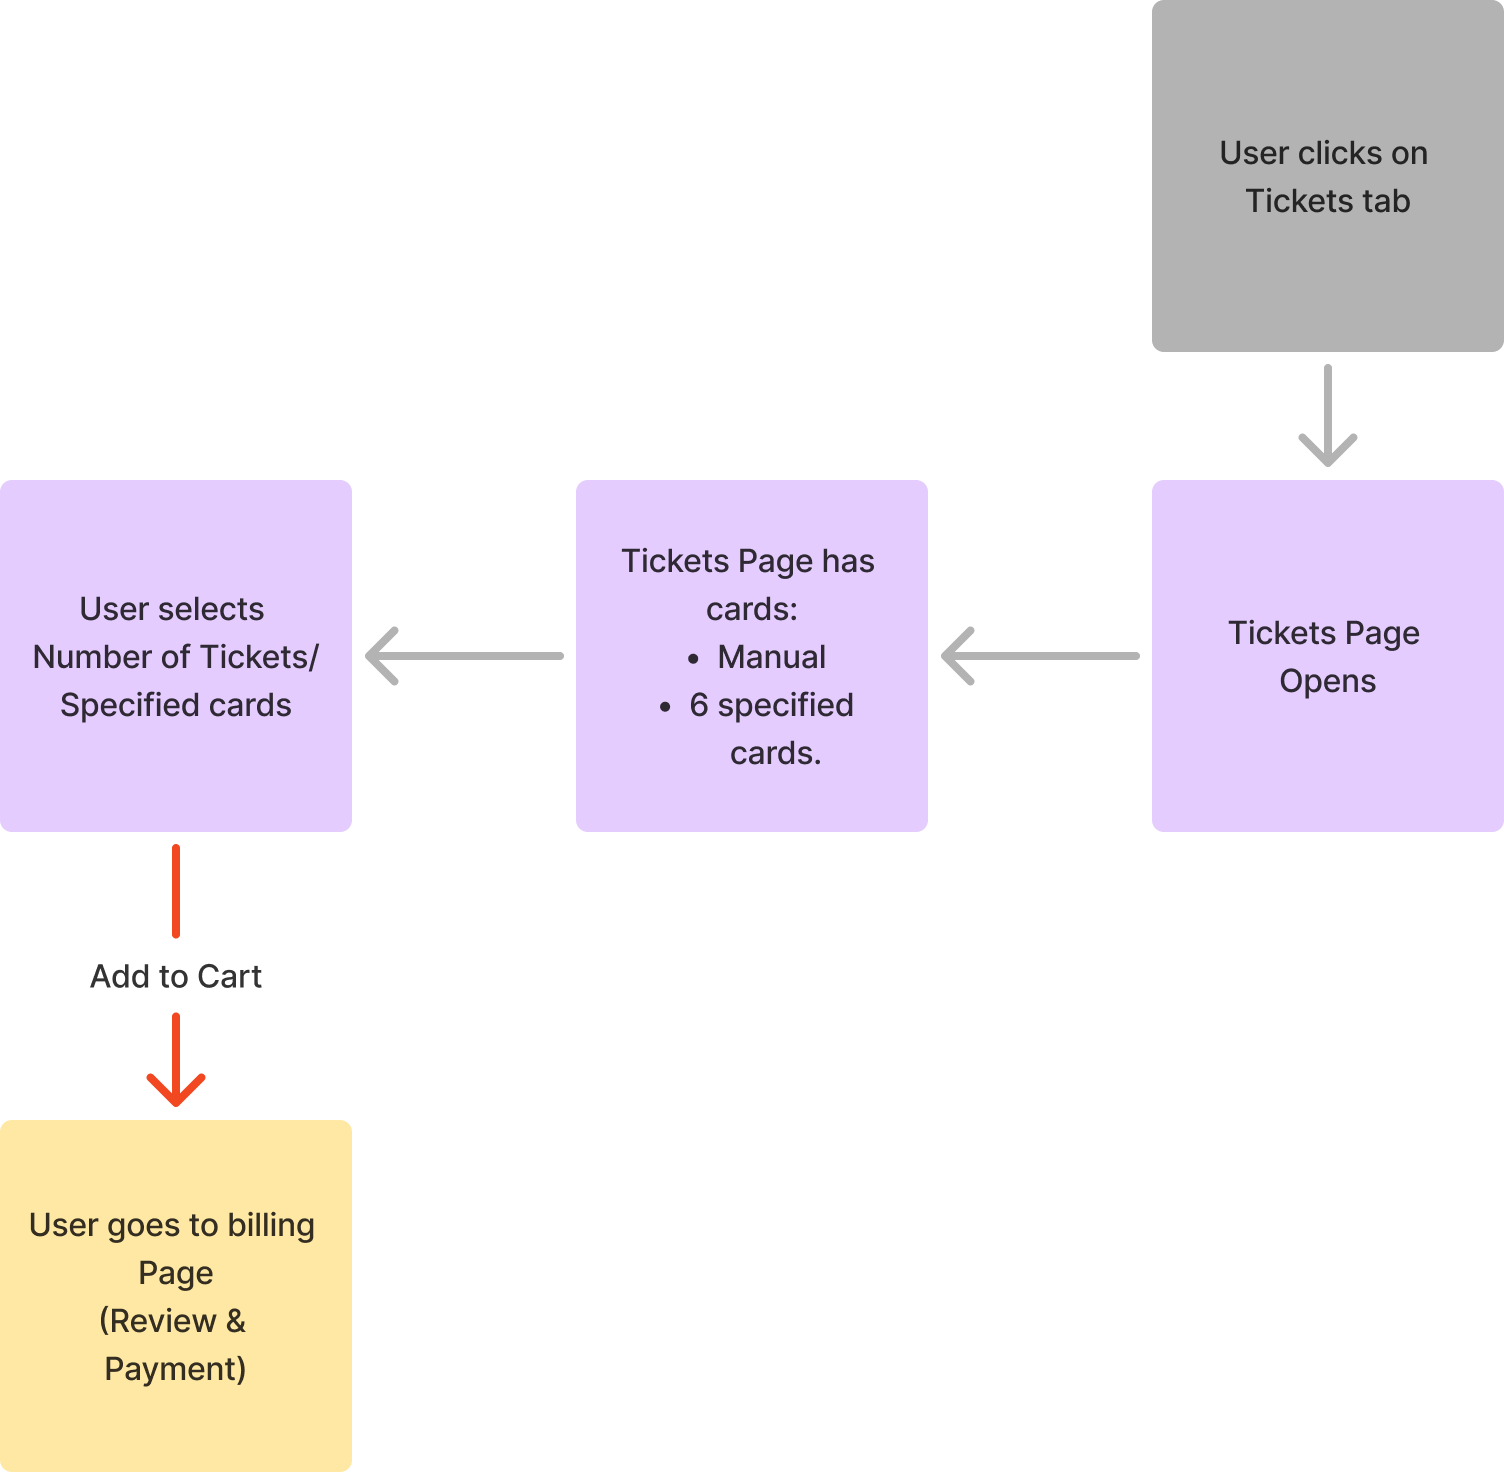 User clicks on
Tickets tab
Tickets Page
Opens
Tickets Page has
cards:
• Manual
• 6 specified
cards.
User selects
Number of Tickets/
Specified cards
Add to Cart
User goes to billing
Page
(Review &
Payment)